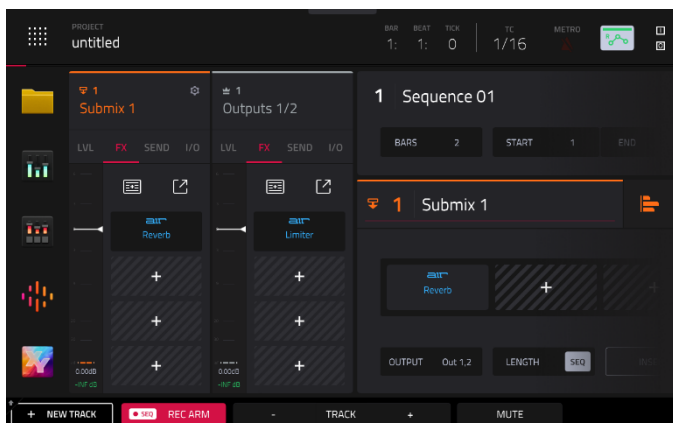 PROJECT
untitled
BAR BEAT TICK
1: 1: 0
TC
1/16
METRO
1
Submix 1
LVL FX SEND I/O
air
Reverb
+
+
+
0.00dB
-INF dB
1
Outputs 1/2
LVL FX SEND I/O
air
Limiter
+
+
+
0.00dB
-INF dB
1 Sequence 01
BARS 2 START 1 END
1 Submix 1
air
Reverb
+
+
OUTPUT Out 1,2 LENGTH SEQ
+ NEW TRACK SEQ REC ARM - TRACK + MUTE